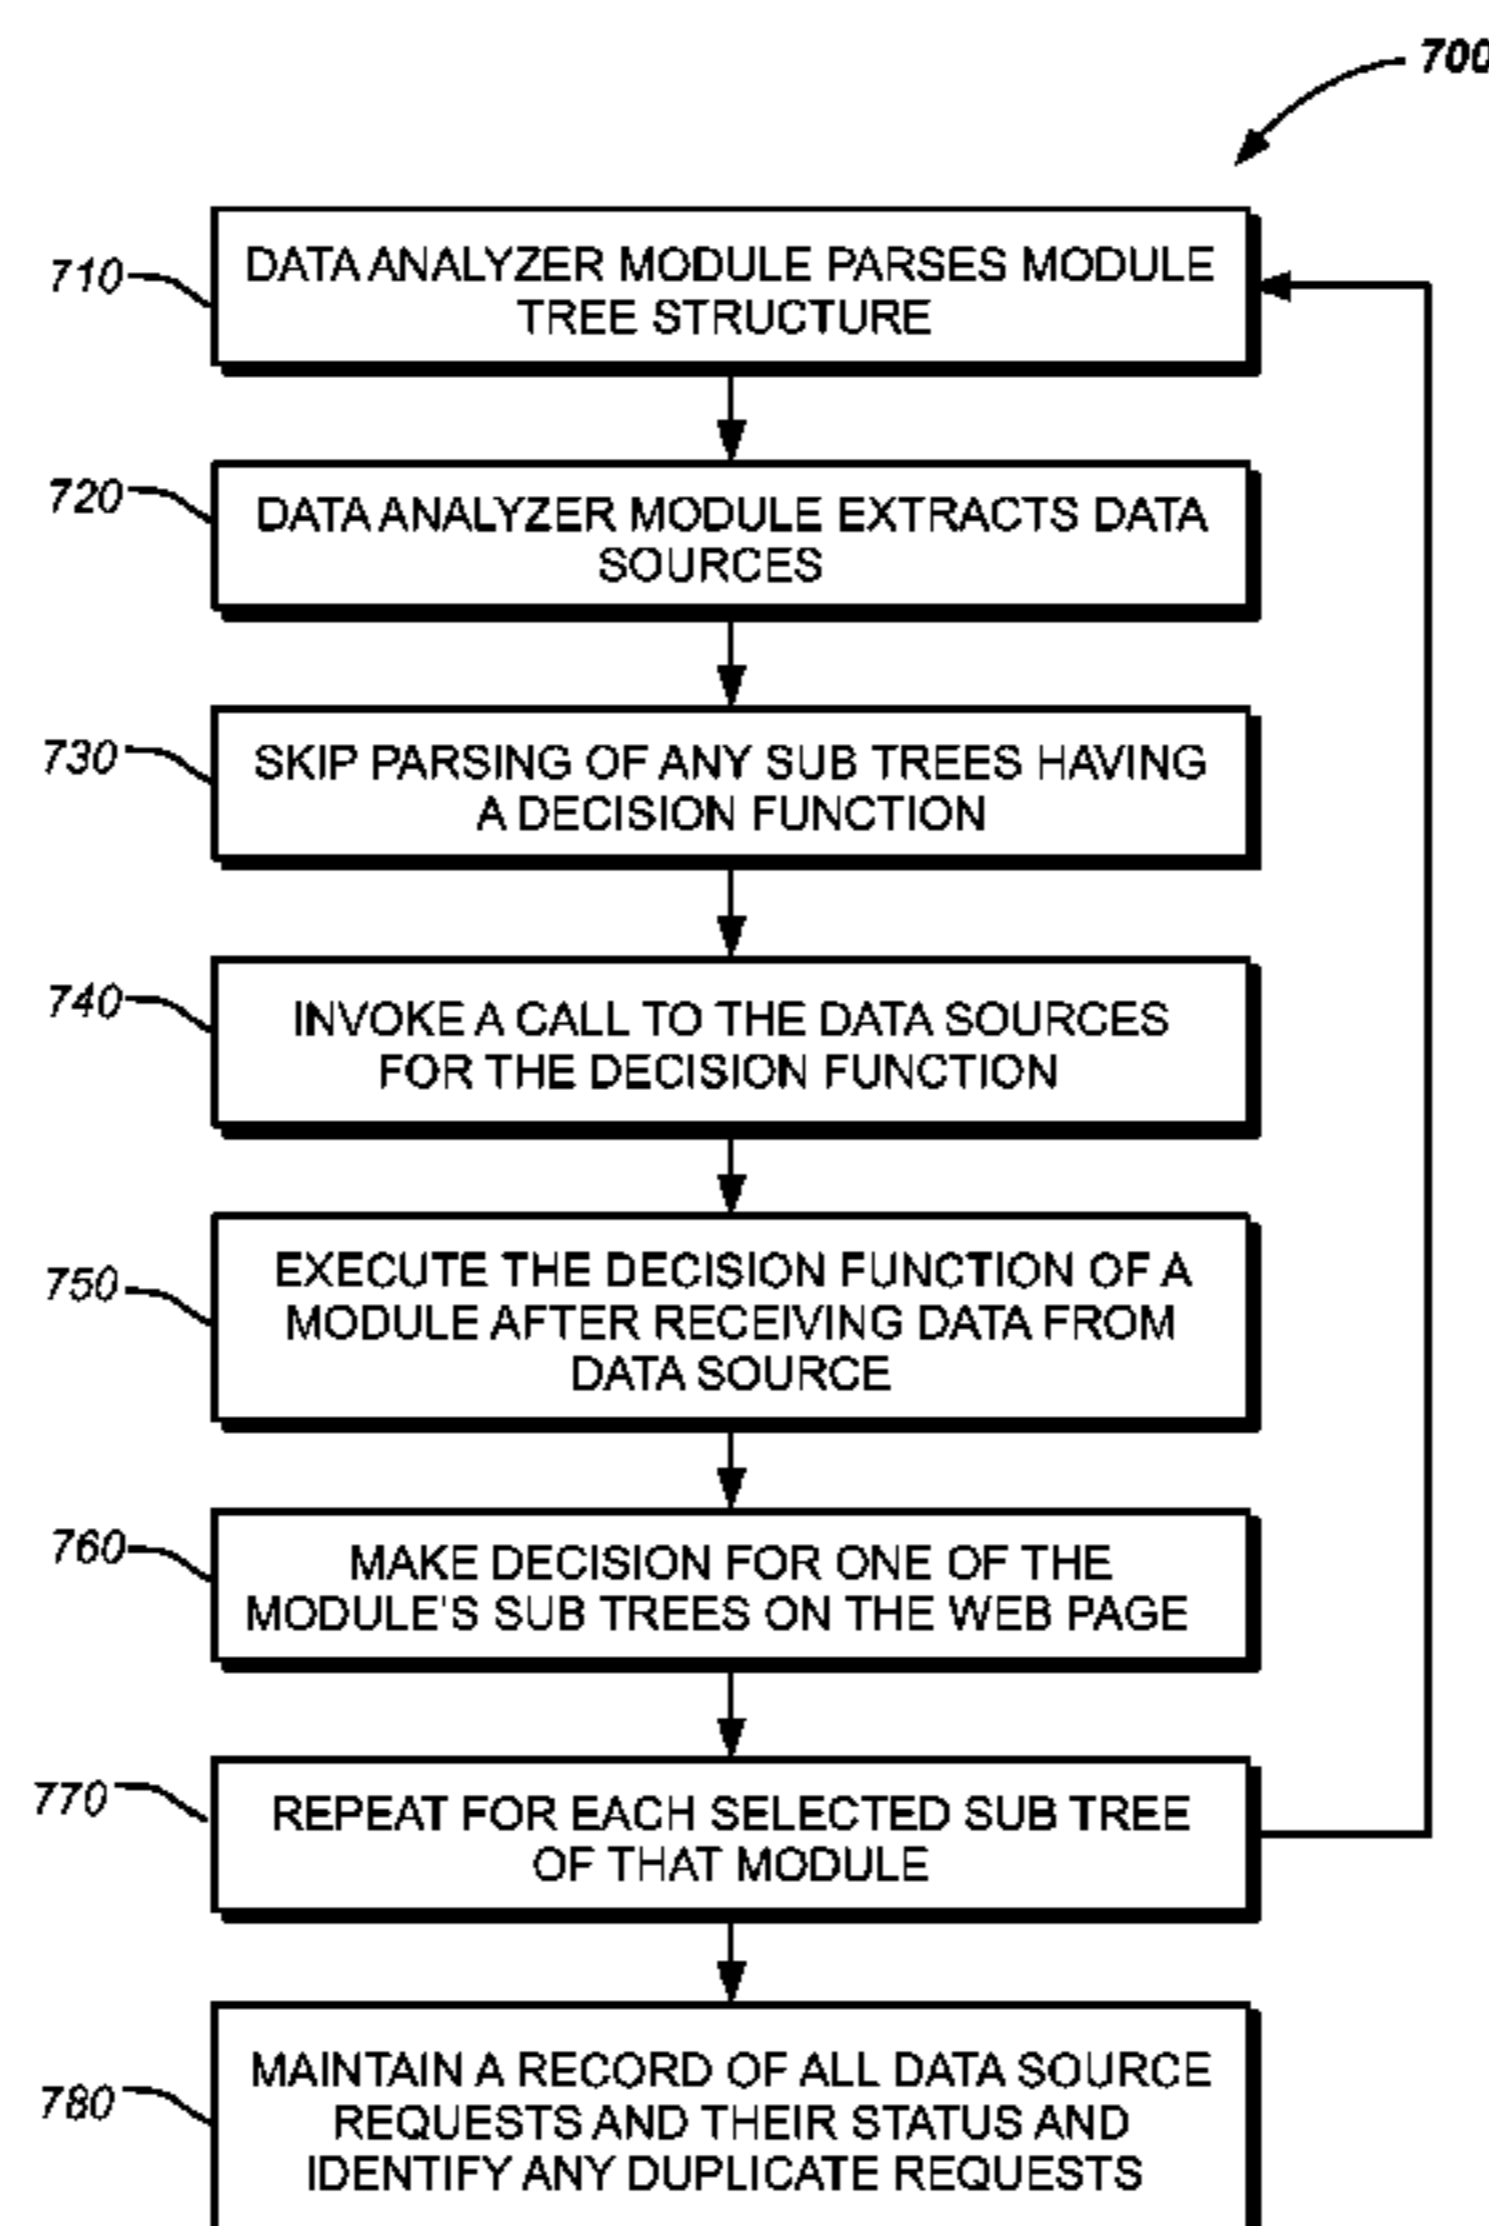 700
710
DATA ANALYZER MODULE PARSES MODULE
TREE STRUCTURE
720
DATA ANALYZER MODULE EXTRACTS DATA
SOURCES
730
SKIP PARSING OF ANY SUB TREES HAVING
A DECISION FUNCTION
740
INVOKE A CALL TO THE DATA SOURCES
FOR THE DECISION FUNCTION
750
EXECUTE THE DECISION FUNCTION OF A
MODULE AFTER RECEIVING DATA FROM
DATA SOURCE
760
MAKE DECISION FOR ONE OF THE
MODULE'S SUB TREES ON THE WEB PAGE
770
REPEAT FOR EACH SELECTED SUB TREE
OF THAT MODULE
780
MAINTAIN A RECORD OF ALL DATA SOURCE
REQUESTS AND THEIR STATUS AND
IDENTIFY ANY DUPLICATE REQUESTS